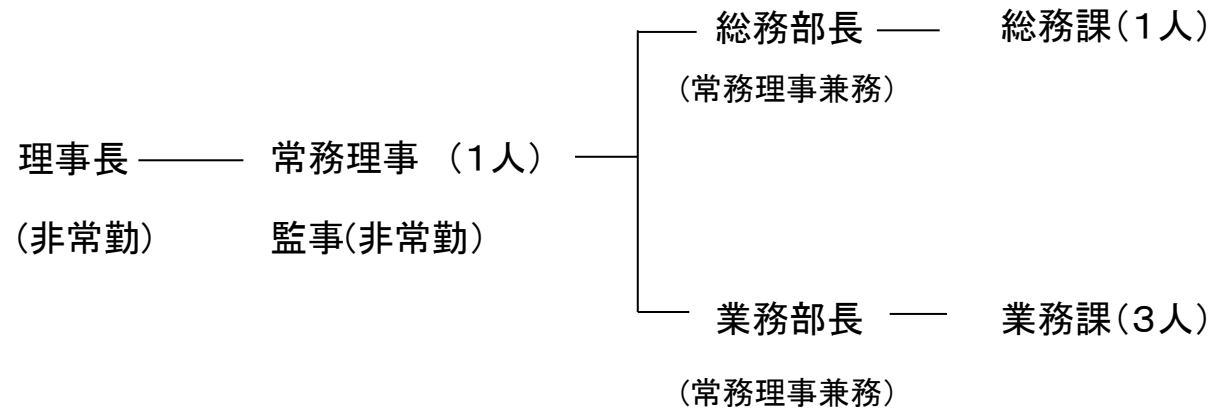 総務部長 総務課(1人)
(常務理事兼務)
理事長 常務理事 (1人)
(非常勤) 監事(非常勤)
業務部長 業務課(3人)
(常務理事兼務)